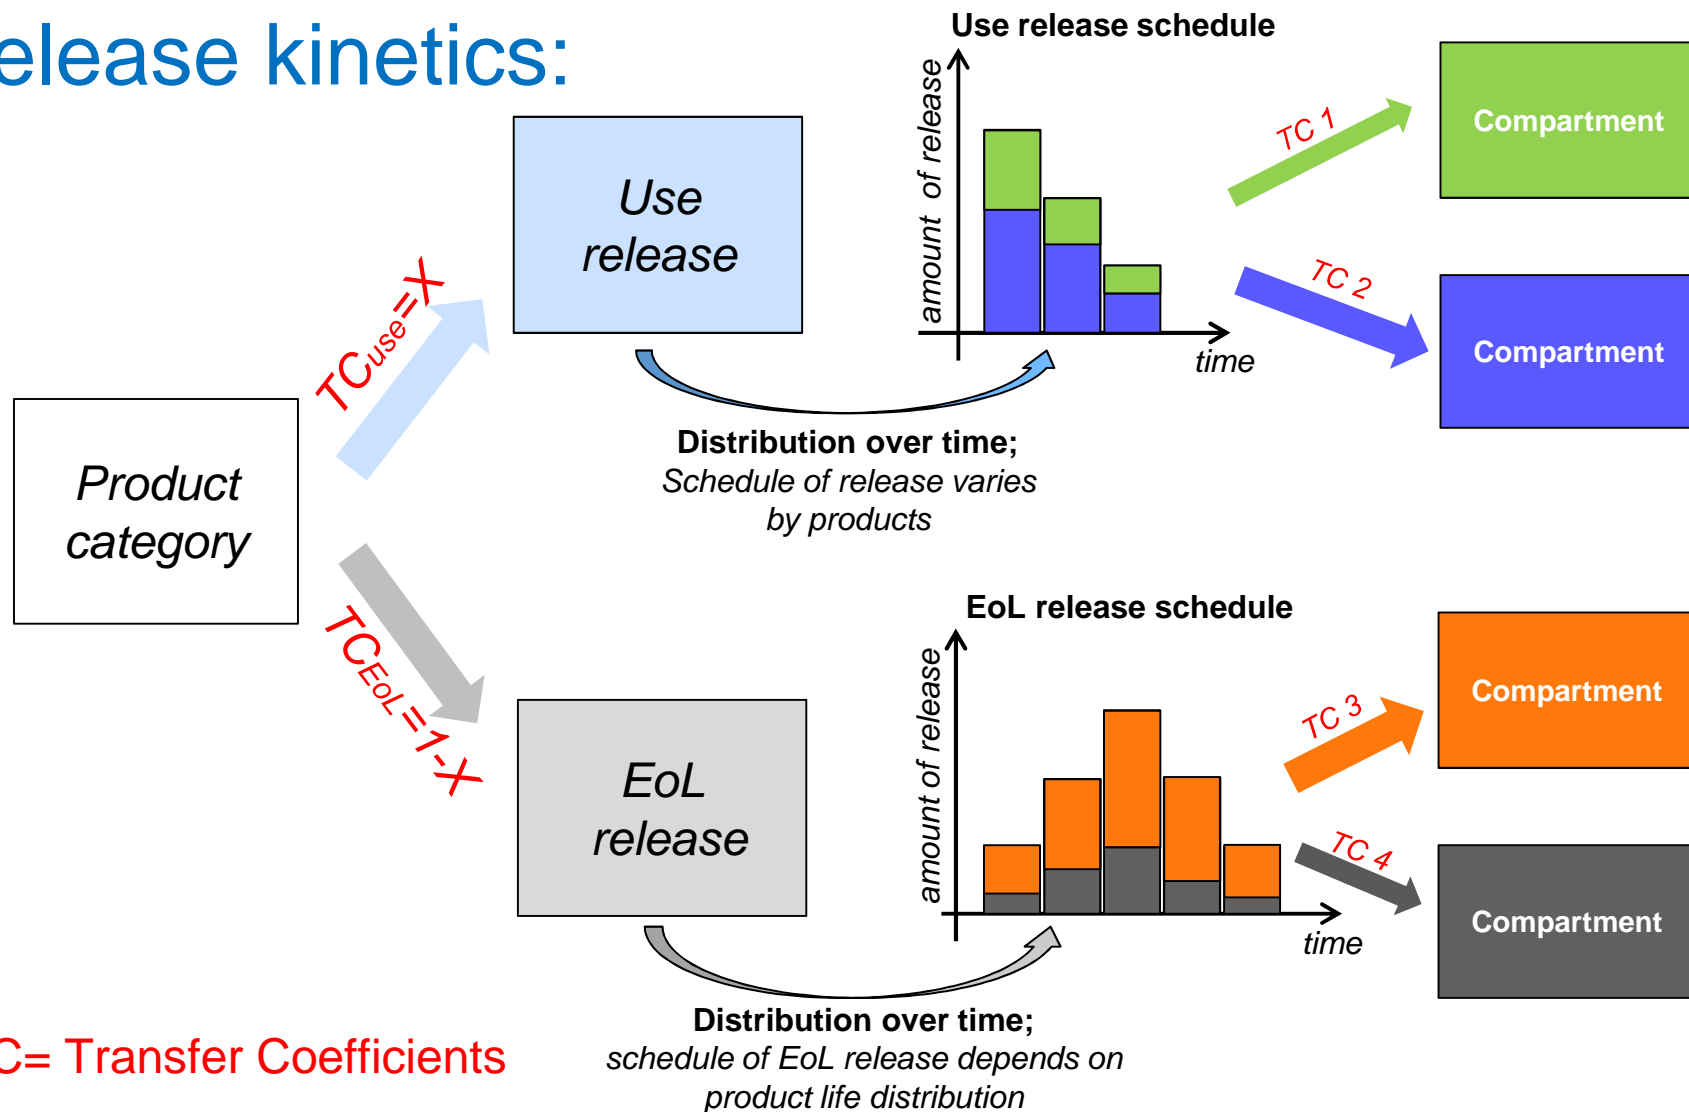 elease kinetics:
Use release schedule
amount of release
time
TC 1
TC 2
Compartment
Compartment
Use
release
TCuse=X
Distribution over time;
Schedule of release varies
by products
Product
category
TCEoL=1-X
EoL
release
EoL release schedule
amount of release
time
TC 3
TC 4
Compartment
Compartment
Distribution over time;
schedule of EoL release depends on
product life distribution
C= Transfer Coefficients